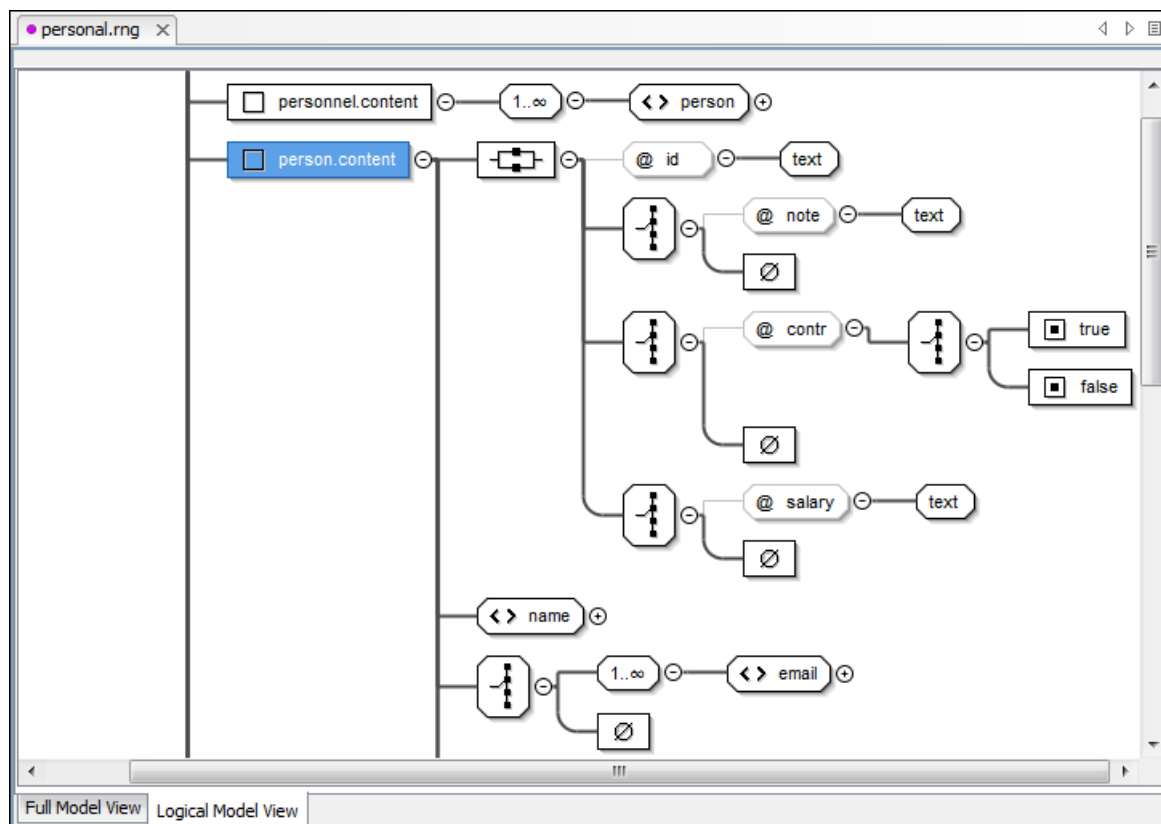 personal.rng
personnel.content 1..∞ < > person
person.content @ id text
@ note text
∅
@ contr true
false
∅
@ salary text
∅
< > name
1..∞ < > email
∅
Full Model View Logical Model View